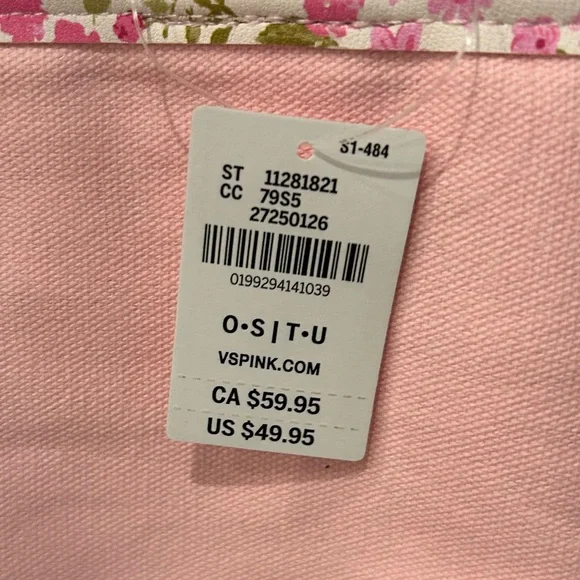 S1-484
ST 11281821
CC 79S5
27250126
0199294141039
O•S | T•U
VSPINK.COM
CA $59.95
US $49.95